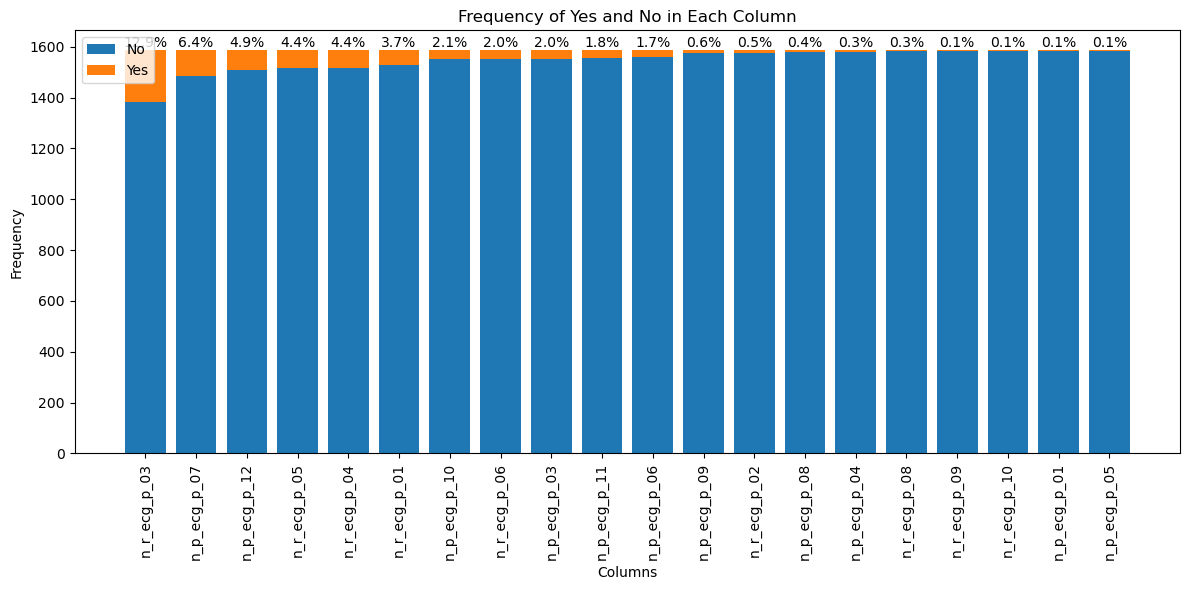 Frequency of Yes and No in Each Column
12.9% 6.4% 4.9% 4.4% 4.4% 3.7% 2.1% 2.0% 2.0% 1.8% 1.7% 0.6% 0.5% 0.4% 0.3% 0.3% 0.1% 0.1% 0.1% 0.1%
No
Yes
Frequency
1600
1400
1200
1000
800
600
400
200
0
n_r_ecg_p_03
n_p_ecg_p_07
n_p_ecg_p_12
n_r_ecg_p_05
n_r_ecg_p_04
n_r_ecg_p_01
n_p_ecg_p_10
n_r_ecg_p_06
n_p_ecg_p_03
n_p_ecg_p_11
n_p_ecg_p_06
n_p_ecg_p_09
n_r_ecg_p_02
n_p_ecg_p_08
n_p_ecg_p_04
n_r_ecg_p_08
n_r_ecg_p_09
n_r_ecg_p_10
n_p_ecg_p_01
n_p_ecg_p_05
Columns